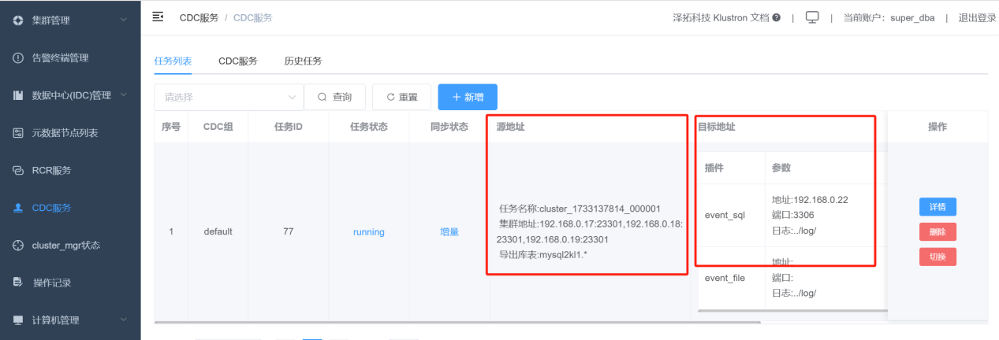 集群管理
告警终端管理
数据中心(IDC)管理
元数据节点列表
RCR服务
CDC服务
cluster_mgr状态
操作记录
计算机管理
CDC服务 / CDC服务
泽拓科技 Klustron 文档 | | 当前账户：super_dba | 退出登录
任务列表 CDC服务 历史任务
请选择 查询 重置 + 新增
序号 CDC组 任务ID 任务状态 同步状态 源地址 目标地址 操作
1 default 77 running 增量
任务名称:cluster_1733137814_000001
集群地址:192.168.0.17:23301,192.168.0.18:
23301,192.168.0.19:23301
导出库表:mysql2kl1.*
插件 参数
event_sql
地址:192.168.0.22
端口:3306
日志:../log/
event_file
地址:
端口:
日志:../log/
详情
删除
切换